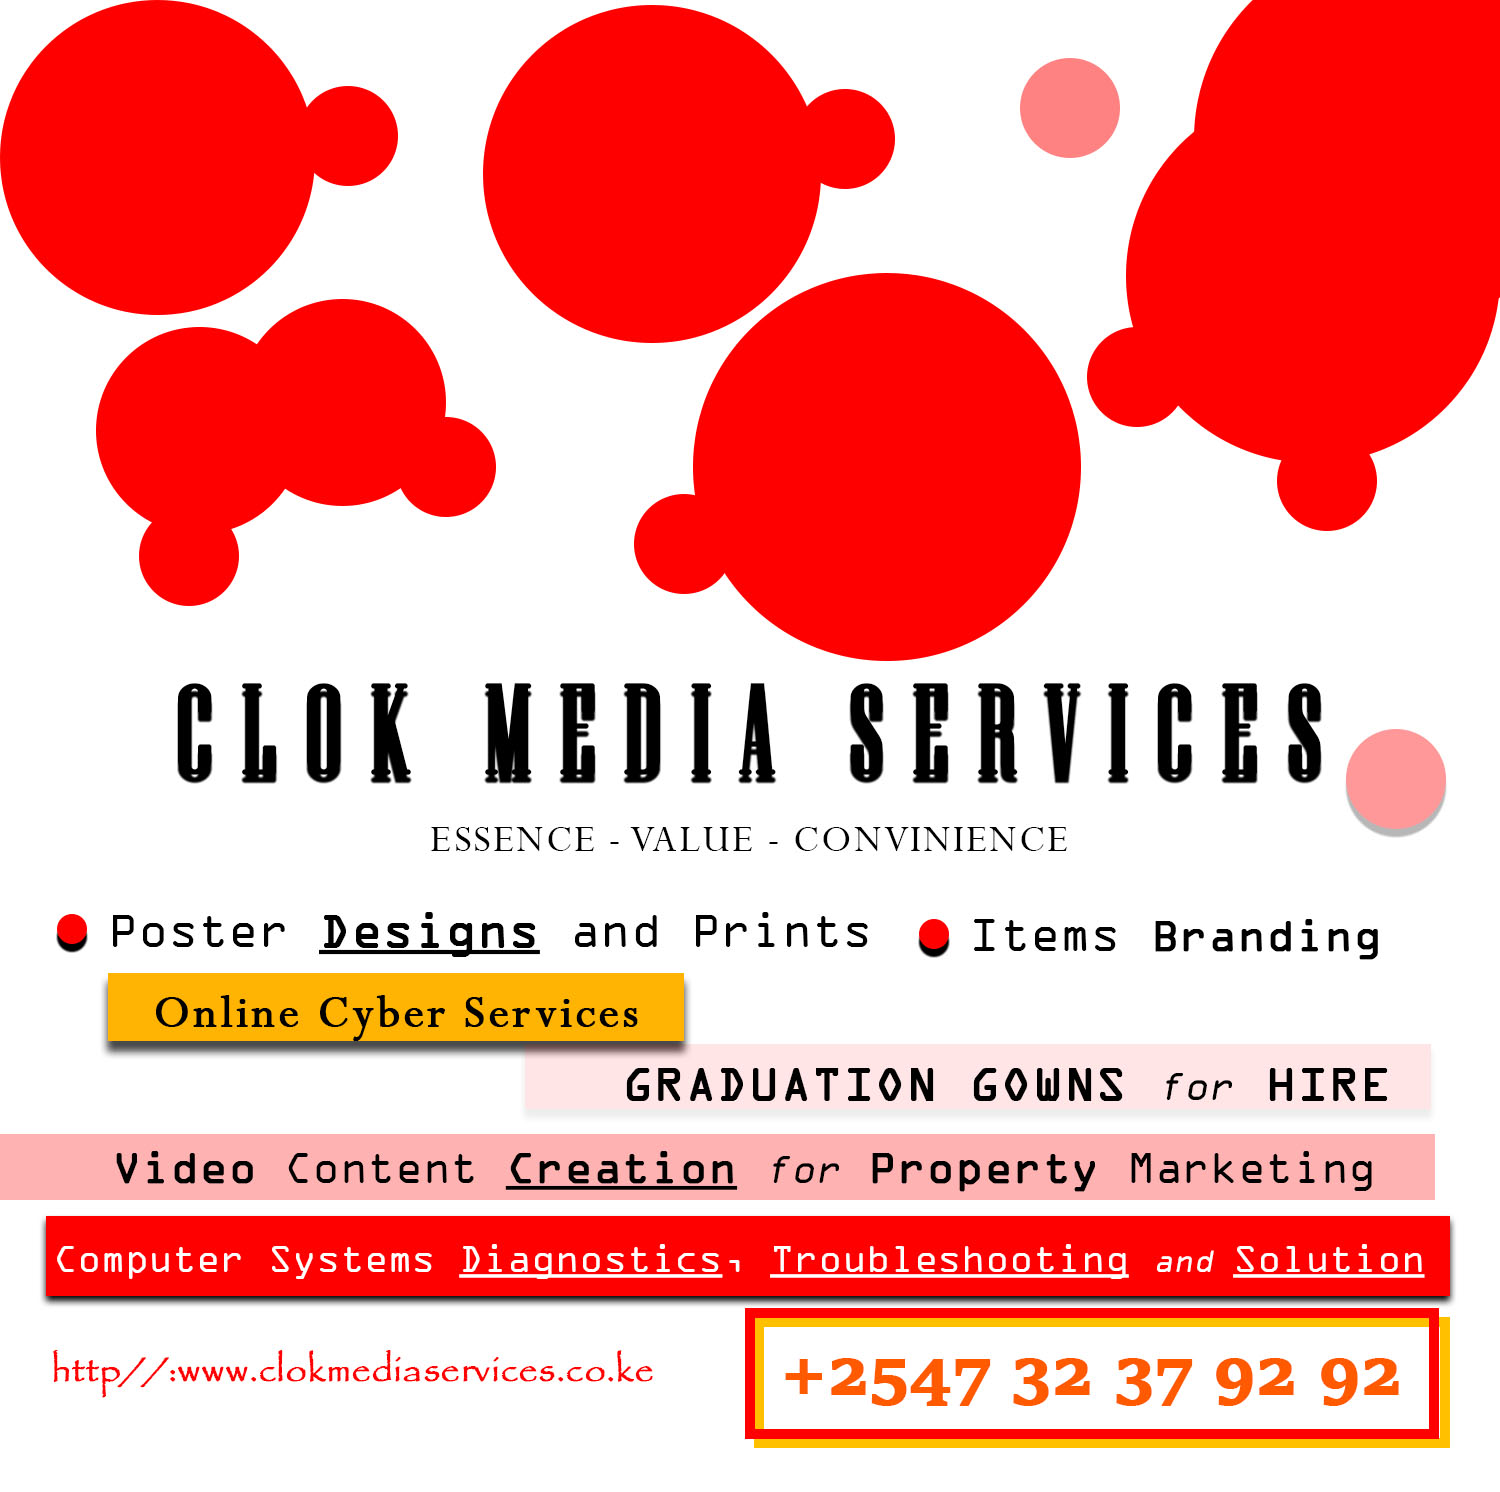 CLOK MEDIA SERVICES
ESSENCE - VALUE - CONVINIENCE
Poster Designs and Prints
Items Branding
Online Cyber Services
GRADUATION GOWNS for HIRE
Video Content Creation for Property Marketing
Computer Systems Diagnostics, Troubleshooting and Solution
http//:www.clokmediaservices.co.ke
+2547 32 37 92 92